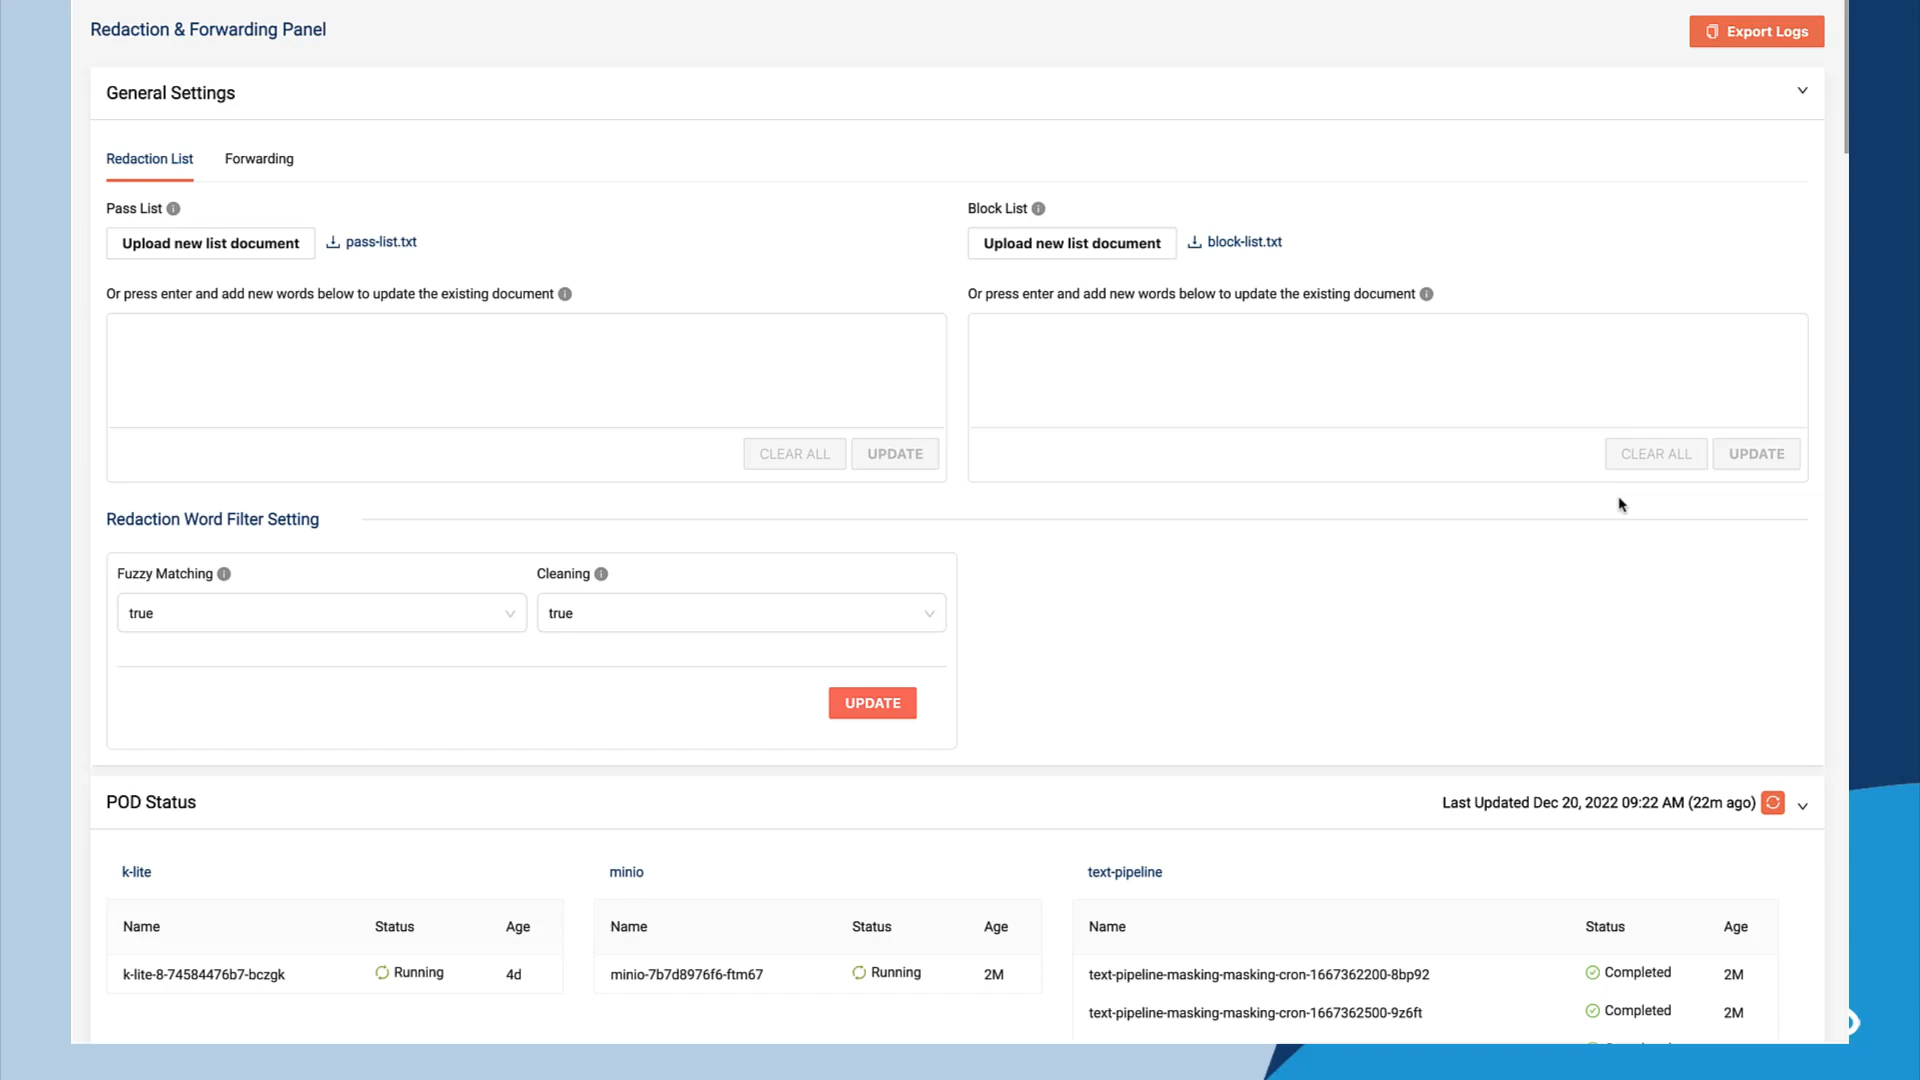 Redaction & Forwarding Panel
Export Logs
General Settings
Redaction List
Forwarding
Pass List
Upload new list document
pass-list.txt
Or press enter and add new words below to update the existing document
CLEAR ALL
UPDATE
Block List
Upload new list document
block-list.txt
Or press enter and add new words below to update the existing document
CLEAR ALL
UPDATE
Redaction Word Filter Setting
Fuzzy Matching
true
Cleaning
true
UPDATE
POD Status
Last Updated Dec 20, 2022 09:22 AM (22m ago)
k-lite
Name Status Age
k-lite-8-74584476b7-bczgk Running 4d
minio
Name Status Age
minio-7b7d8976f6-ftm67 Running 2M
text-pipeline
Name Status Age
text-pipeline-masking-masking-cron-1667362200-8bp92 Completed 2M
text-pipeline-masking-masking-cron-1667362500-9z6ft Completed 2M